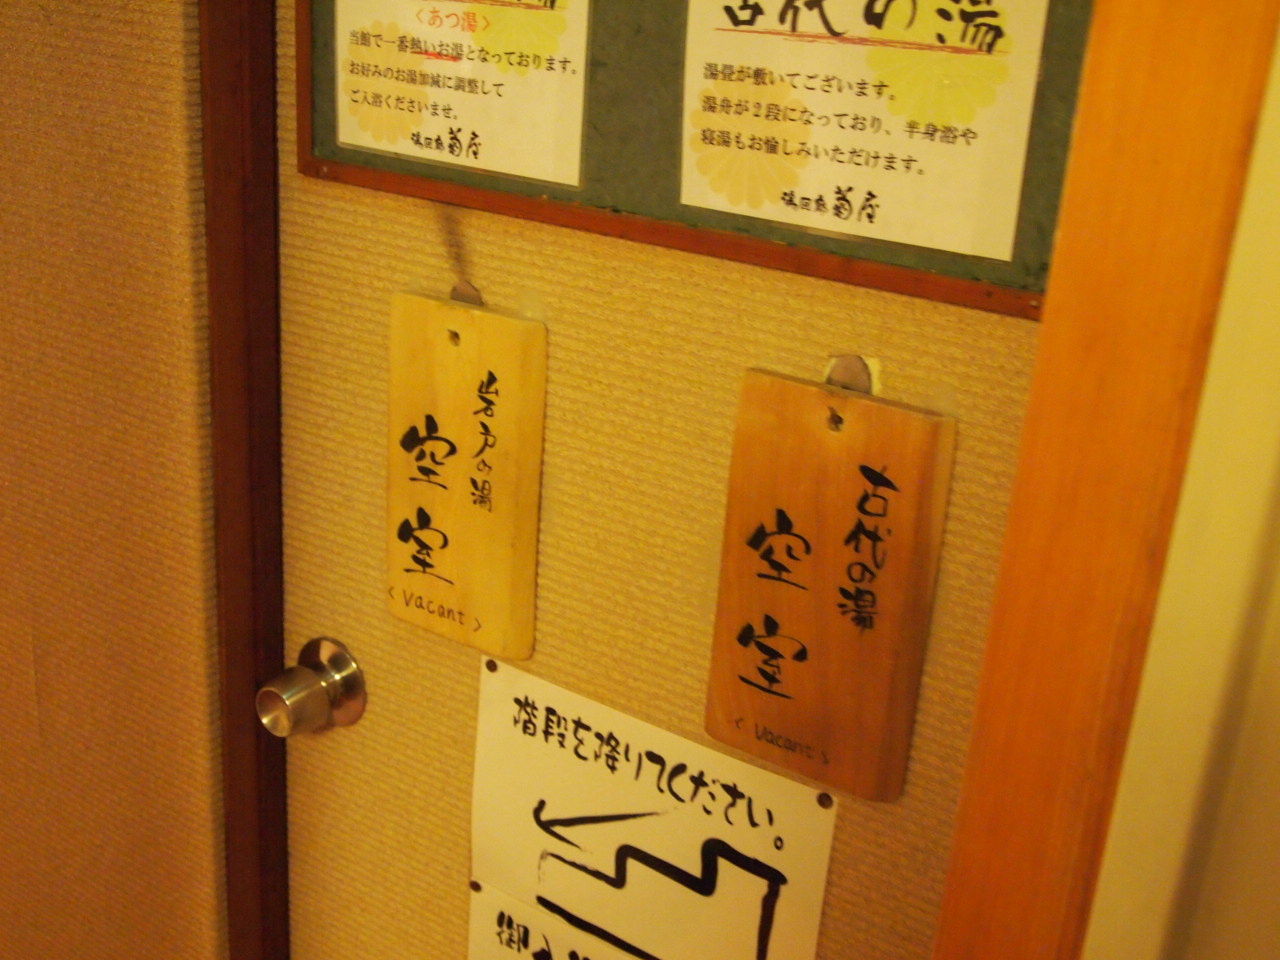 〈あつ湯〉
当館で一番熱いお湯となっております。
お好みのお湯加減に調整して
ご入浴くださいませ。
菊屋
古代の湯
湯畳が敷いてございます。
湯舟が2段になっており、半身浴や
寝湯もお愉しみいただけます。
菊屋
岩戸の湯
空室
<Vacant>
古代の湯
空室
<Vacant>
階段を降りてください。